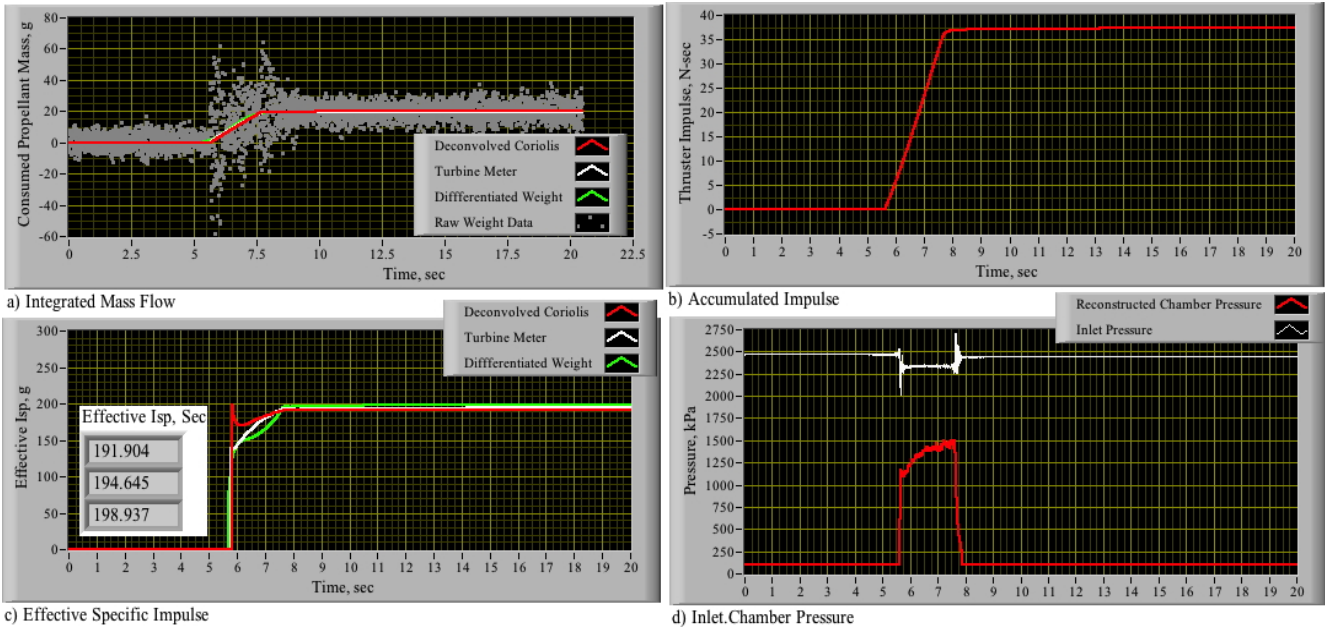 80
60
40
20
0
-20
-40
-60
Consumed Propellant Mass, g
0 2.5 5 7.5 10 12.5 15 17.5 20 22.5
Time, sec
Deconvolved Coriolis
Turbine Meter
Diffferentiated Weight
Raw Weight Data
a) Integrated Mass Flow
40
35
30
25
20
15
10
5
0
-5
Thruster Impulse, N-sec
0 1 2 3 4 5 6 7 8 9 10 11 12 13 14 15 16 17 18 19 20
Time, sec
b) Accumulated Impulse
Deconvolved Coriolis
Turbine Meter
Diffferentiated Weight
300
250
200
150
100
50
0
Effective Isp, g
Effective Isp, Sec
191.904
194.645
198.937
0 1 2 3 4 5 6 7 8 9 10 11 12 13 14 15 16 17 18 19 20
Time, sec
c) Effective Specific Impulse
Reconstructed Chamber Pressure
Inlet Pressure
2750
2500
2250
2000
1750
1500
1250
1000
750
500
250
0
Pressure, kPa
0 1 2 3 4 5 6 7 8 9 10 11 12 13 14 15 16 17 18 19 20
Time, sec
d) Inlet.Chamber Pressure